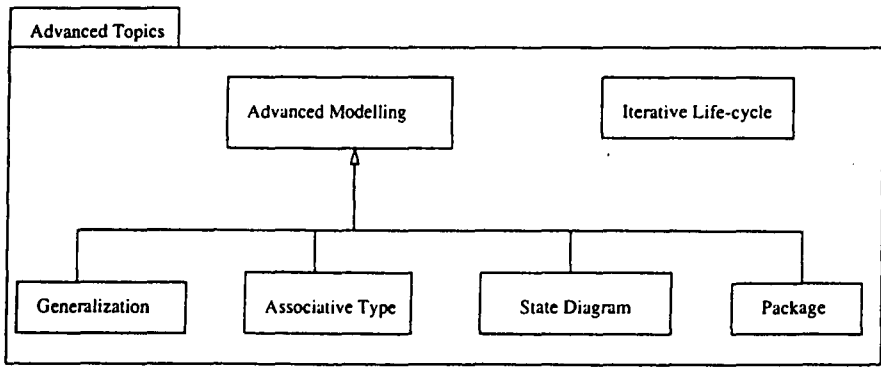 Advanced Topics
Advanced Modelling
Iterative Life-cycle
Generalization
Associative Type
State Diagram
Package